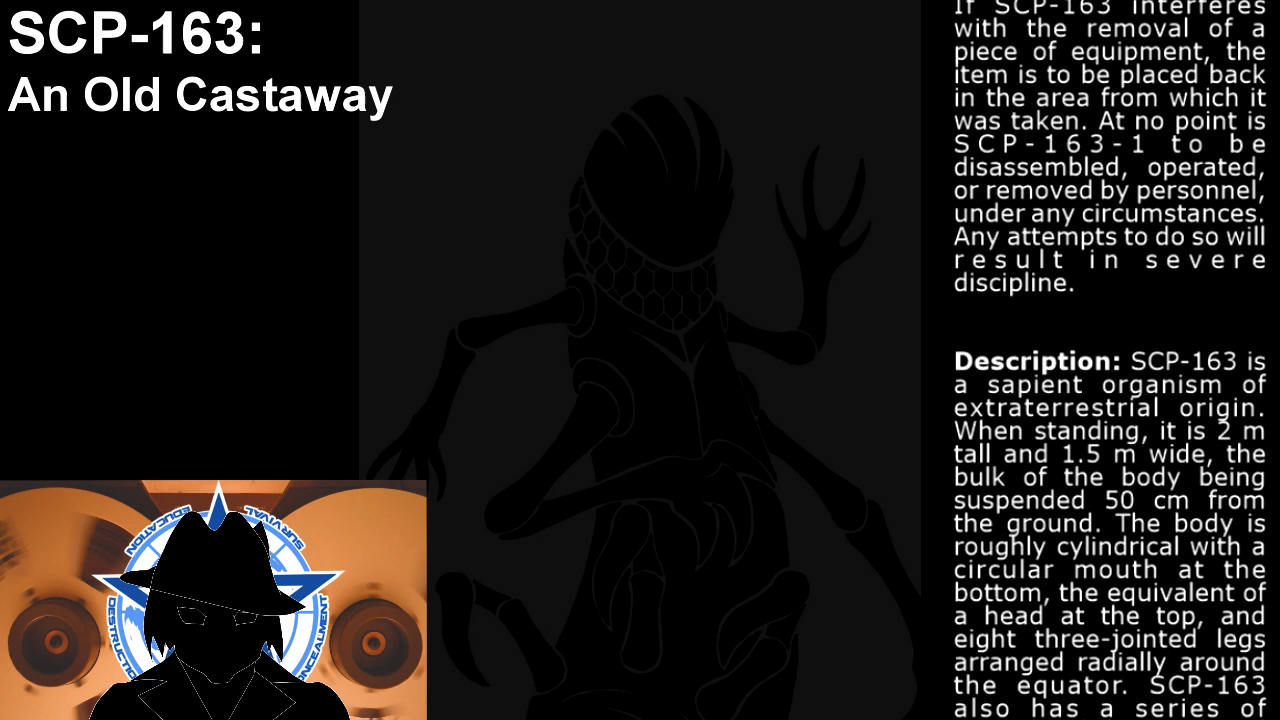 SCP-163:
An Old Castaway
If SCP-163 interferes
with the removal of a
piece of equipment, the
item is to be placed back
in the area from which it
was taken. At no point is
SCP-163-1 to be
disassembled, operated,
or removed by personnel,
under any circumstances.
Any attempts to do so will
result in severe
discipline.
Description: SCP-163 is
a sapient organism of
extraterrestrial origin.
When standing, it is 2 m
tall and 1.5 m wide, the
bulk of the body being
suspended 50 cm from
the ground. The body is
roughly cylindrical with a
circular mouth at the
bottom, the equivalent of
a head at the top, and
eight three-jointed legs
arranged radially around
the equator. SCP-163
also has a series of
EDUCATION
SURVIVAL